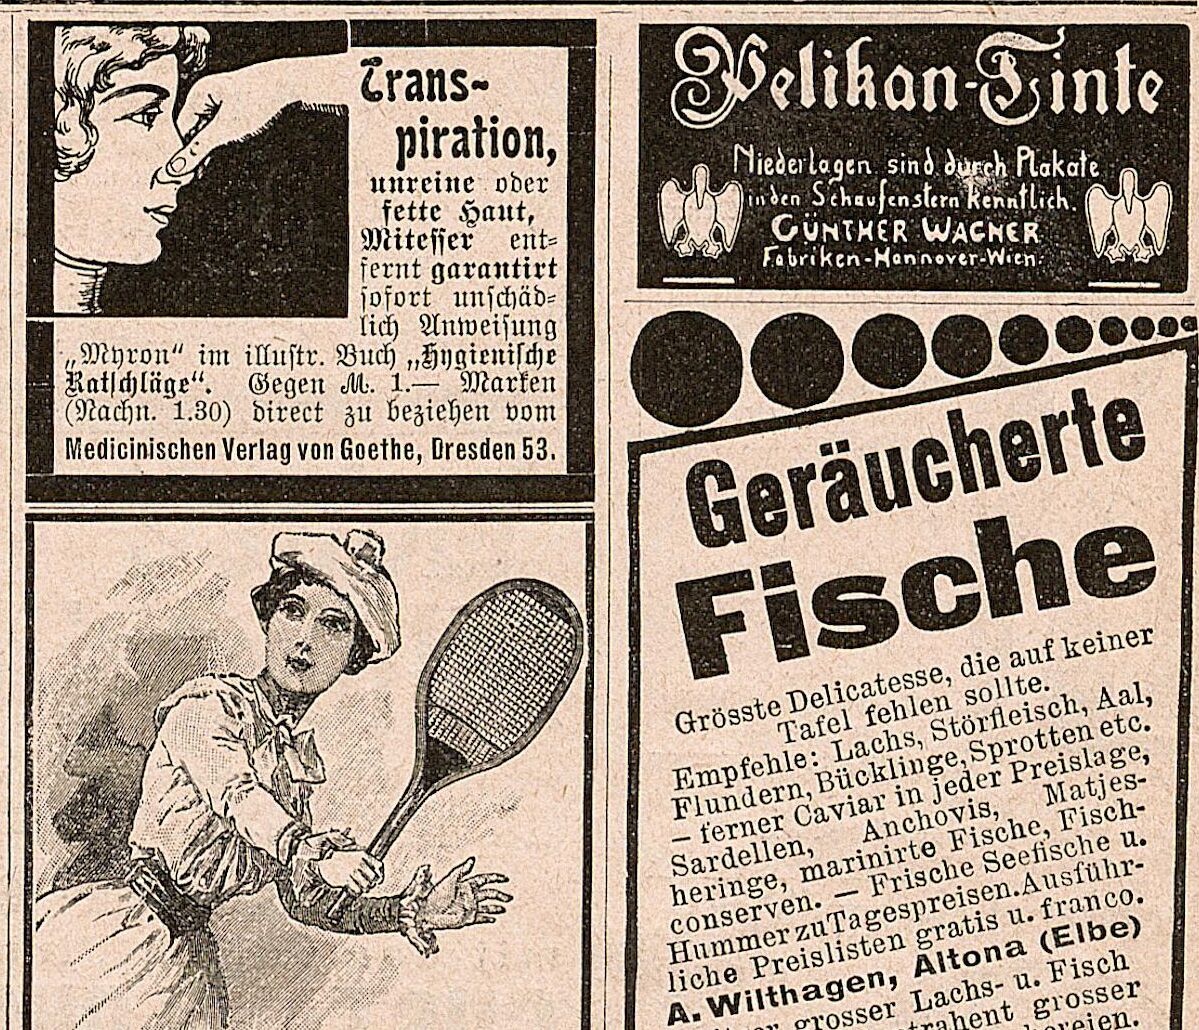 Trans-
piration,
unreine oder
fette Haut,
Mitesser ent-
fernt garantirt
sofort unschäd-
lich Anweisung
„Myron“ im illustr. Buch „Hygienische
Ratschläge“. Gegen M. 1.— Marken
(Nachn. 1.30) direct zu beziehen vom
Medicinischen Verlag von Goethe, Dresden 53.
Pelikan-Tinte
Niederlagen sind durch Plakate
in den Schaufenstern kenntlich.
GÜNTHER WAGNER
Fabriken-Hannover-Wien.
Geräucherte
Fische
Grösste Delicatesse, die auf keiner
Tafel fehlen sollte.
Empfehle: Lachs, Störfleisch, Aal,
Flundern, Bücklinge, Sprotten etc.
— ferner Caviar in jeder Preislage,
Sardellen, Anchovis, Matjes-
heringe, marinirte Fische, Fisch-
conserven. — Frische Seefische u.
Hummer zu Tagespreisen. Ausführ-
liche Preislisten gratis u. franco.
A. Wilthagen, Altona (Elbe)
grosser Lachs- u. Fisch
grosser